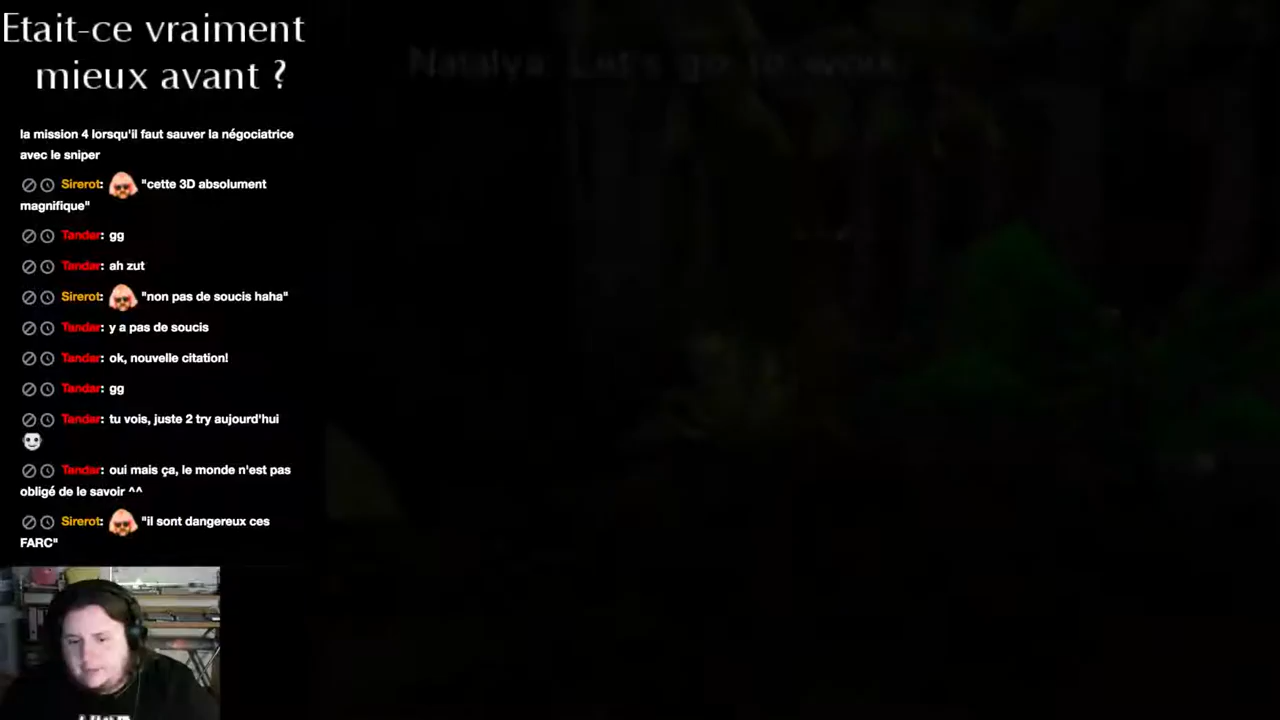 Etait-ce vraiment
mieux avant ?
Natalya: Let's go to work.
la mission 4 lorsqu'il faut sauver la négociatrice
avec le sniper
Sirerot: "cette 3D absolument
magnifique"
Tandar: gg
Tandar: ah zut
Sirerot: "non pas de soucis haha"
Tandar: y a pas de soucis
Tandar: ok, nouvelle citation!
Tandar: gg
Tandar: tu vois, juste 2 try aujourd'hui
Tandar: oui mais ça, le monde n'est pas
obligé de le savoir ^^
Sirerot: "il sont dangereux ces
FARC"